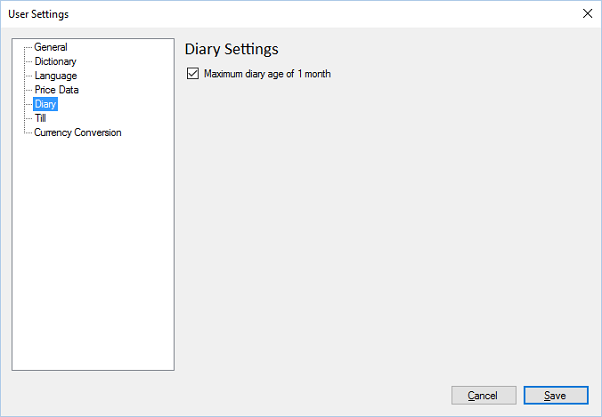 User Settings
General
Dictionary
Language
Price Data
Diary
Till
Currency Conversion
Diary Settings
Maximum diary age of 1 month
Cancel
Save